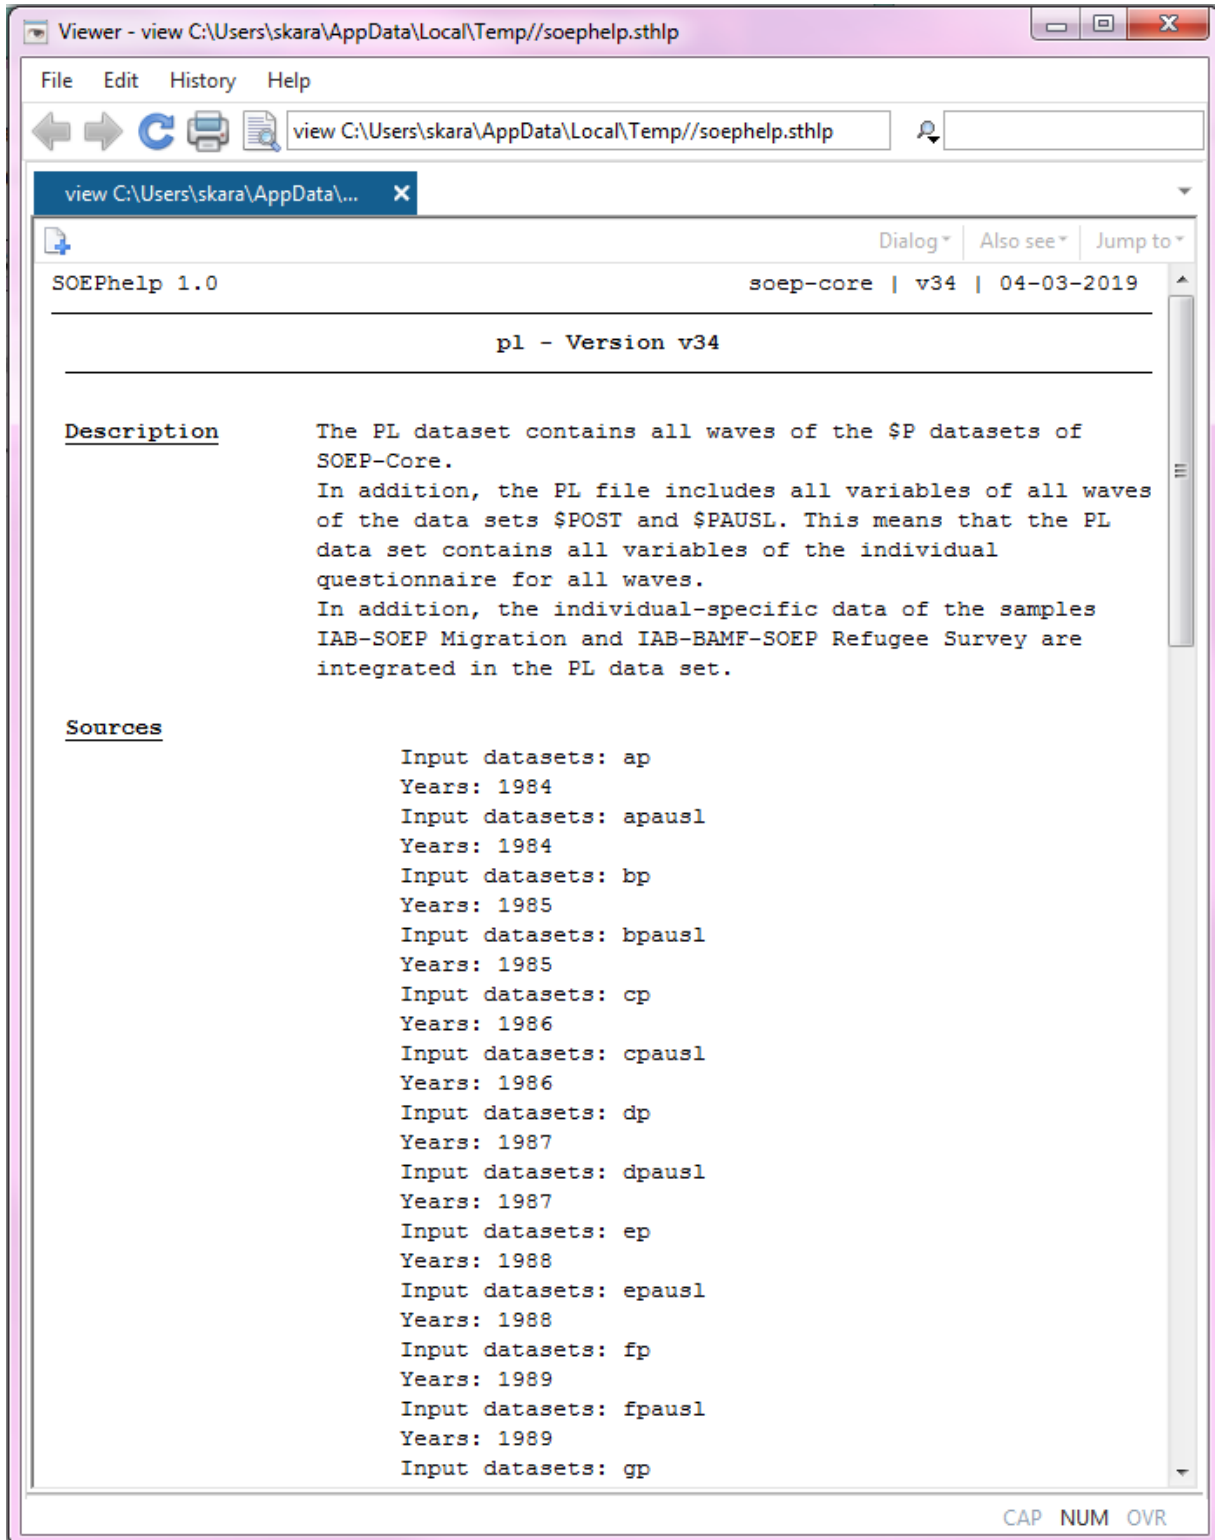 Viewer - view C:\Users\skara\AppData\Local\Temp//soephelp.sthlp
File Edit History Help
view C:\Users\skara\AppData\Local\Temp//soephelp.sthlp
view C:\Users\skara\AppData\...
Dialog Also see Jump to
SOEPhelp 1.0 soep-core | v34 | 04-03-2019
pl - Version v34
Description The PL dataset contains all waves of the $P datasets of
SOEP-Core.
In addition, the PL file includes all variables of all waves
of the data sets $POST and $PAUSL. This means that the PL
data set contains all variables of the individual
questionnaire for all waves.
In addition, the individual-specific data of the samples
IAB-SOEP Migration and IAB-BAMF-SOEP Refugee Survey are
integrated in the PL data set.
Sources
Input datasets: ap
Years: 1984
Input datasets: apausl
Years: 1984
Input datasets: bp
Years: 1985
Input datasets: bpausl
Years: 1985
Input datasets: cp
Years: 1986
Input datasets: cpausl
Years: 1986
Input datasets: dp
Years: 1987
Input datasets: dpausl
Years: 1987
Input datasets: ep
Years: 1988
Input datasets: epausl
Years: 1988
Input datasets: fp
Years: 1989
Input datasets: fpausl
Years: 1989
Input datasets: gp
CAP NUM OVR